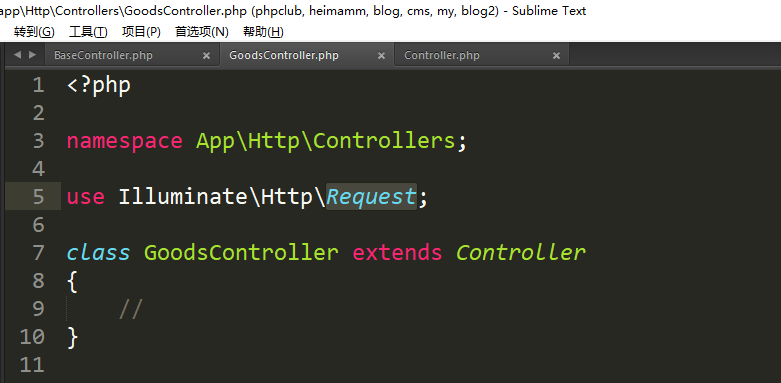 app\Http\Controllers\GoodsController.php (phpclub, heimamm, blog, cms, my, blog2) - Sublime Text
转到(G) 工具(T) 项目(P) 首选项(N) 帮助(H)
BaseController.php × GoodsController.php × Controller.php ×
1 <?php
2
3 namespace App\Http\Controllers;
4
5 use Illuminate\Http\Request;
6
7 class GoodsController extends Controller
8 {
9 //
10 }
11